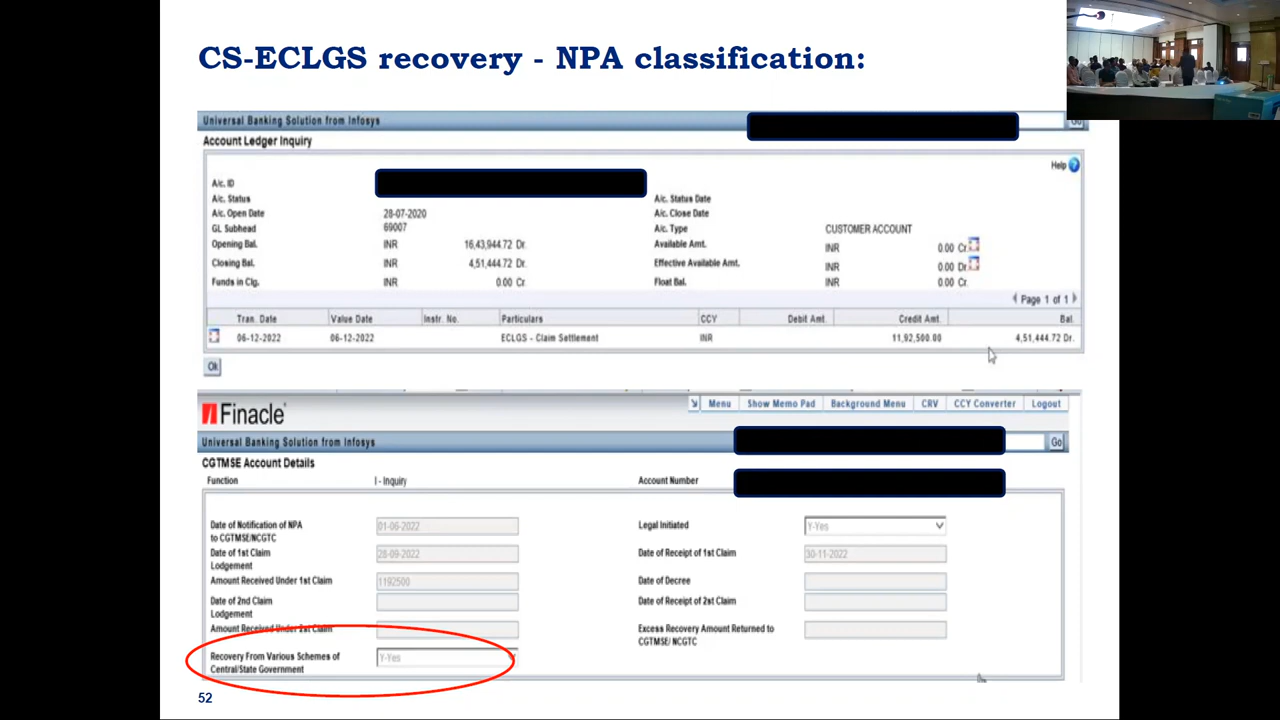 CS-ECLGS recovery - NPA classification:
Universal Banking Solution from Infosys
Go
Account Ledger Inquiry
Help
A/c. ID
A/c. Status
A/c. Status Date
A/c. Open Date 28-07-2020 A/c. Close Date
GL Subhead 69007 A/c. Type CUSTOMER ACCOUNT
Opening Bal. INR 16,43,944.72 Dr. Available Amt. INR 0.00 Cr.
Closing Bal. INR 4,51,444.72 Dr. Effective Available Amt. INR 0.00 Dr.
Funds in Clg. INR 0.00 Cr. Float Bal. INR 0.00 Cr.
Page 1 of 1
Tran. Date Value Date Instr. No. Particulars CCY Debit Amt. Credit Amt. Bal.
06-12-2022 06-12-2022 ECLGS - Claim Settlement INR 11,92,500.00 4,51,444.72 Dr.
Ok
Finacle
Menu Show Memo Pad Background Menu CRV CCY Converter Logout
Universal Banking Solution from Infosys
Go
CGTMSE Account Details
Function I - Inquiry Account Number
Date of Notification of NPA 01-06-2022 Legal Initiated Y-Yes
to CGTMSE/NCGTC
Date of 1st Claim 28-09-2022 Date of Receipt of 1st Claim 30-11-2022
Lodgement
Amount Received Under 1st Claim 1192500 Date of Decree
Date of 2nd Claim Date of Receipt of 2st Claim
Lodgement
Amount Received Under 2st Claim Excess Recovery Amount Returned to
CGTMSE/ NCGTC
Recovery From Various Schemes of Y-Yes
Central/State Government
52